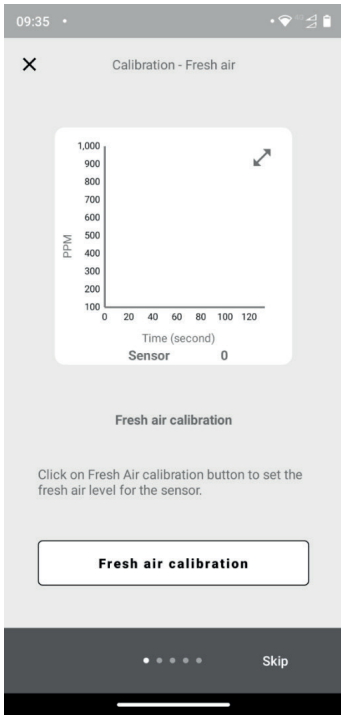 09:35
Calibration - Fresh air
1,000
900
800
700
600
500
400
300
200
100
PPM
0 20 40 60 80 100 120
Time (second)
Sensor 0
Fresh air calibration
Click on Fresh Air calibration button to set the
fresh air level for the sensor.
Fresh air calibration
Skip